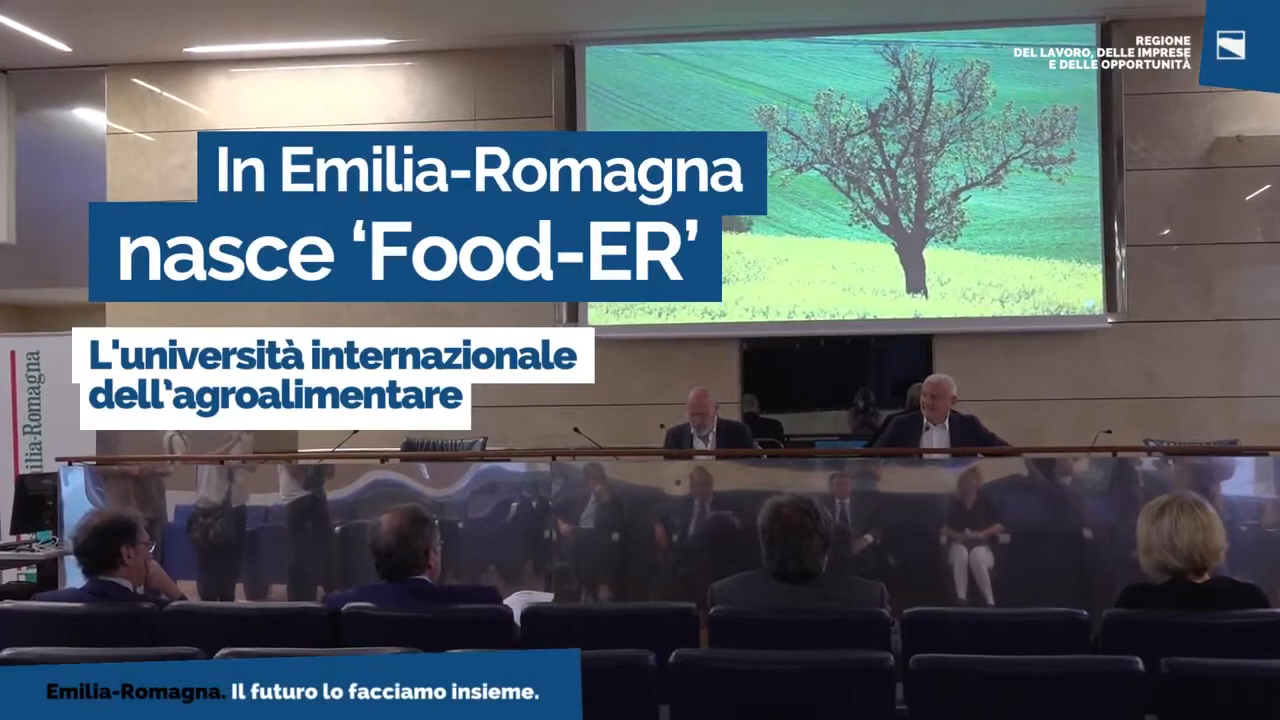 REGIONE
DEL LAVORO, DELLE IMPRESE
E DELLE OPPORTUNITÀ
In Emilia-Romagna
nasce ‘Food-ER’
L'università internazionale
dell’agroalimentare
ilia-Romagna
Emilia-Romagna. Il futuro lo facciamo insieme.